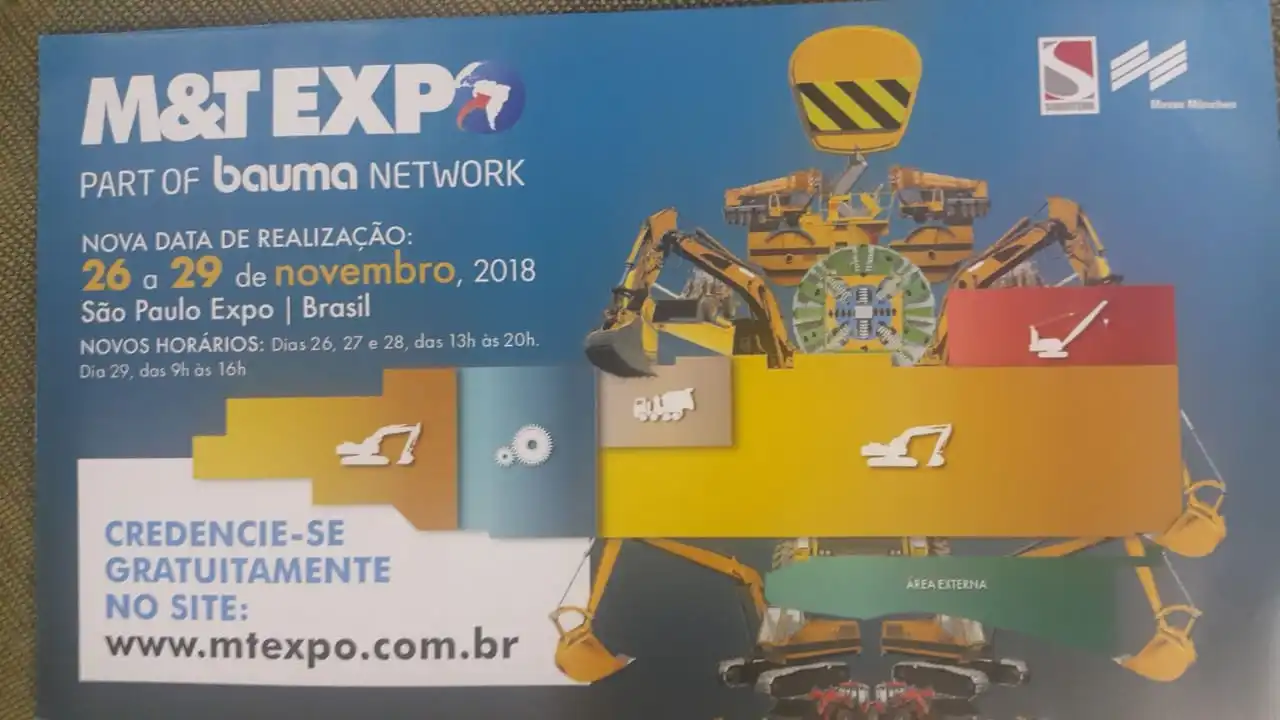 M&T EXPO
PART OF bauma NETWORK
NOVA DATA DE REALIZAÇÃO:
26 a 29 de novembro, 2018
São Paulo Expo | Brasil
NOVOS HORÁRIOS: Dias 26, 27 e 28, das 13h às 20h.
Dia 29, das 9h às 16h
CREDENCIE-SE
GRATUITAMENTE
NO SITE:
www.mtexpo.com.br
Messe München
ÁREA EXTERNA